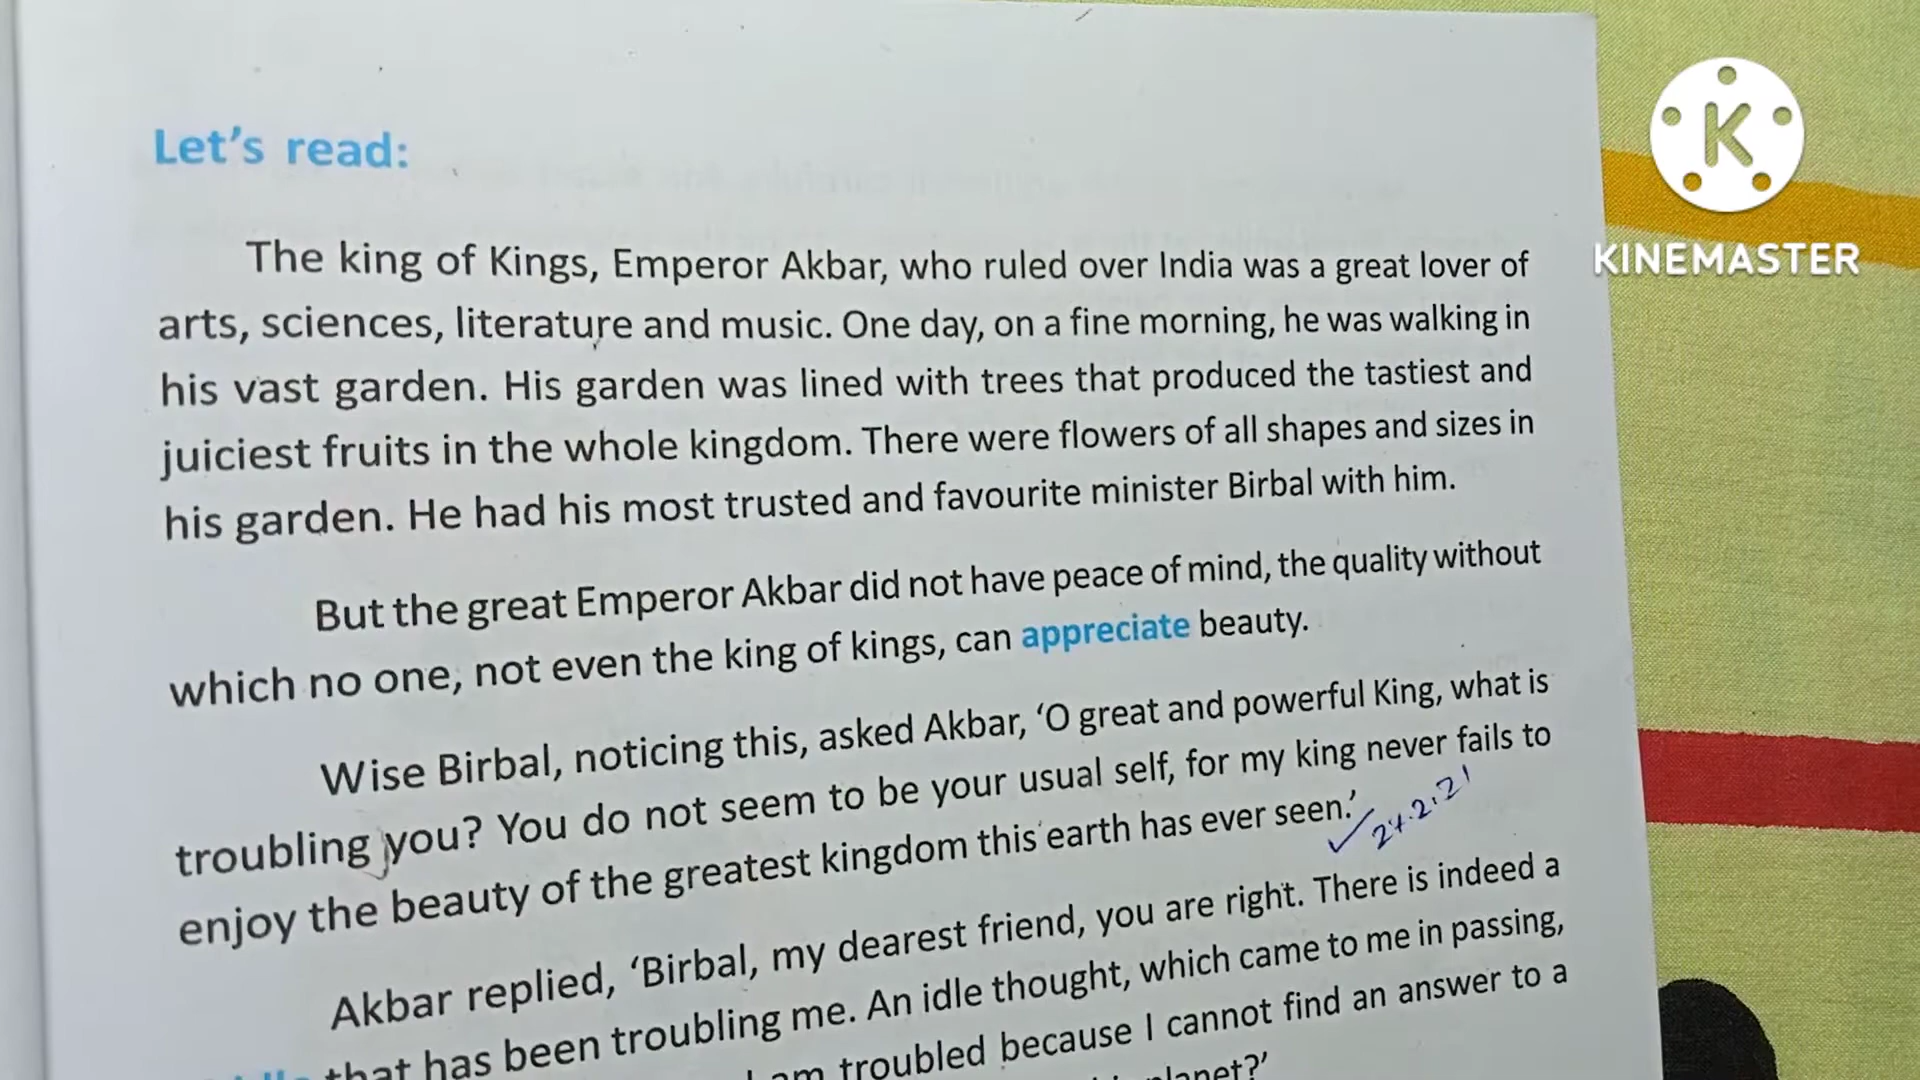 Let's read:
The king of Kings, Emperor Akbar, who ruled over India was a great lover of
arts, sciences, literature and music. One day, on a fine morning, he was walking in
his vast garden. His garden was lined with trees that produced the tastiest and
juiciest fruits in the whole kingdom. There were flowers of all shapes and sizes in
his garden. He had his most trusted and favourite minister Birbal with him.
But the great Emperor Akbar did not have peace of mind, the quality without
which no one, not even the king of kings, can appreciate beauty.
Wise Birbal, noticing this, asked Akbar, ‘O great and powerful King, what is
troubling you? You do not seem to be your usual self, for my king never fails to
enjoy the beauty of the greatest kingdom this earth has ever seen.’
Akbar replied, ‘Birbal, my dearest friend, you are right. There is indeed a
that has been troubling me. An idle thought, which came to me in passing,
am troubled because I cannot find an answer to a
planet?’
KINEMASTER